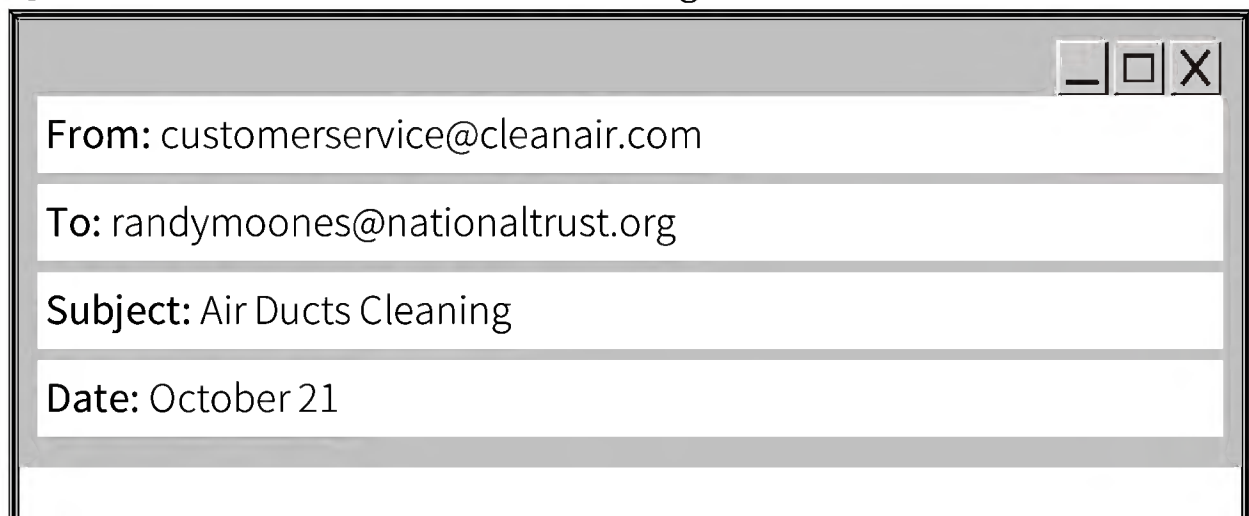 From: customerservice@cleanair.com
To: randymoones@nationaltrust.org
Subject: Air Ducts Cleaning
Date: October 21